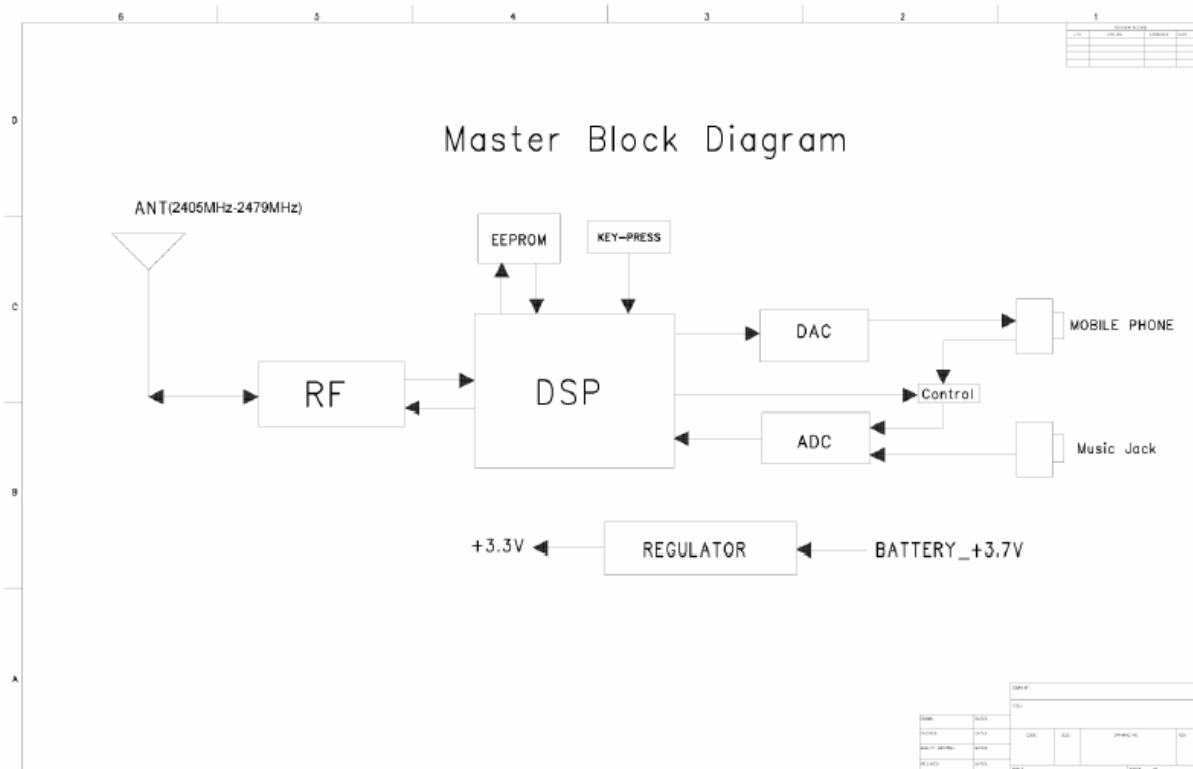 6 5 4 3 2 1
D
Master Block Diagram
ANT(2405MHz-2479MHz)
EEPROM
KEY-PRESS
C
DAC
MOBILE PHONE
RF
DSP
Control
ADC
Music Jack
B
+3.3V
REGULATOR
BATTERY_+3.7V
A